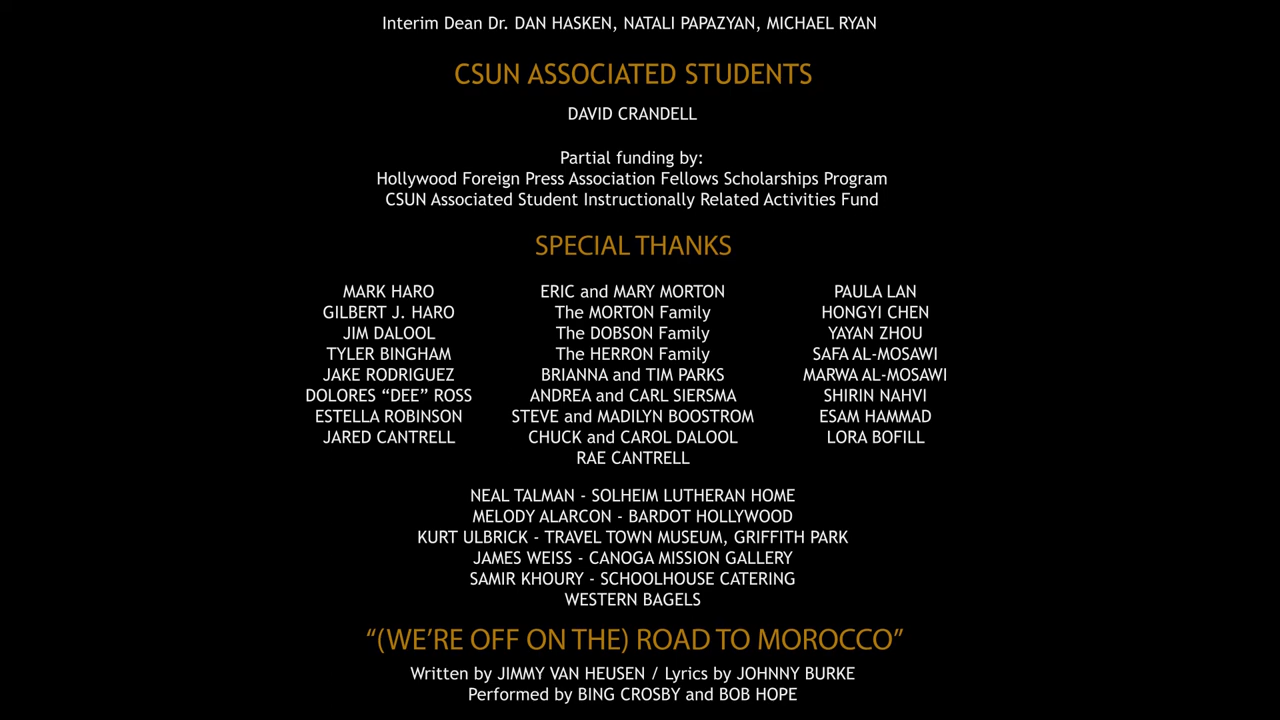 Interim Dean Dr. DAN HASKEN, NATALI PAPAZYAN, MICHAEL RYAN
CSUN ASSOCIATED STUDENTS
DAVID CRANDELL
Partial funding by:
Hollywood Foreign Press Association Fellows Scholarships Program
CSUN Associated Student Instructionally Related Activities Fund
SPECIAL THANKS
MARK HARO
GILBERT J. HARO
JIM DALOOL
TYLER BINGHAM
JAKE RODRIGUEZ
DOLORES “DEE” ROSS
ESTELLA ROBINSON
JARED CANTRELL
ERIC and MARY MORTON
The MORTON Family
The DOBSON Family
The HERRON Family
BRIANNA and TIM PARKS
ANDREA and CARL SIERSMA
STEVE and MADILYN BOOSTROM
CHUCK and CAROL DALOOL
RAE CANTRELL
PAULA LAN
HONGYI CHEN
YAYAN ZHOU
SAFA AL-MOSAWI
MARWA AL-MOSAWI
SHIRIN NAHVI
ESAM HAMMAD
LORA BOFILL
NEAL TALMAN - SOLHEIM LUTHERAN HOME
MELODY ALARCON - BARDOT HOLLYWOOD
KURT ULBRICK - TRAVEL TOWN MUSEUM, GRIFFITH PARK
JAMES WEISS - CANOGA MISSION GALLERY
SAMIR KHOURY - SCHOOLHOUSE CATERING
WESTERN BAGELS
“(WE’RE OFF ON THE) ROAD TO MOROCCO”
Written by JIMMY VAN HEUSEN / Lyrics by JOHNNY BURKE
Performed by BING CROSBY and BOB HOPE